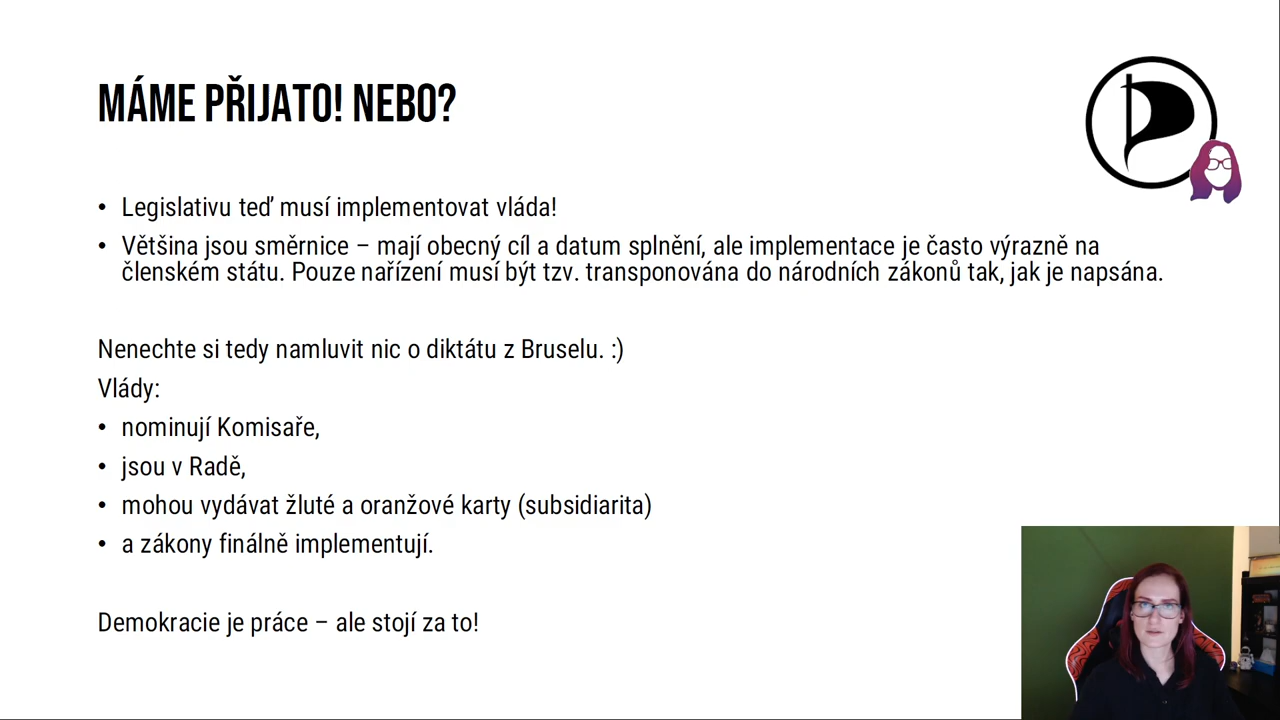 MÁME PŘIJATO! NEBO?
• Legislativu teď musí implementovat vláda!
• Většina jsou směrnice – mají obecný cíl a datum splnění, ale implementace je často výrazně na
členském státu. Pouze nařízení musí být tzv. transponována do národních zákonů tak, jak je napsána.
Nenechte si tedy namluvit nic o diktátu z Bruselu. :)
Vlády:
• nominují Komisaře,
• jsou v Radě,
• mohou vydávat žluté a oranžové karty (subsidiarita)
• a zákony finálně implementují.
Demokracie je práce – ale stojí za to!